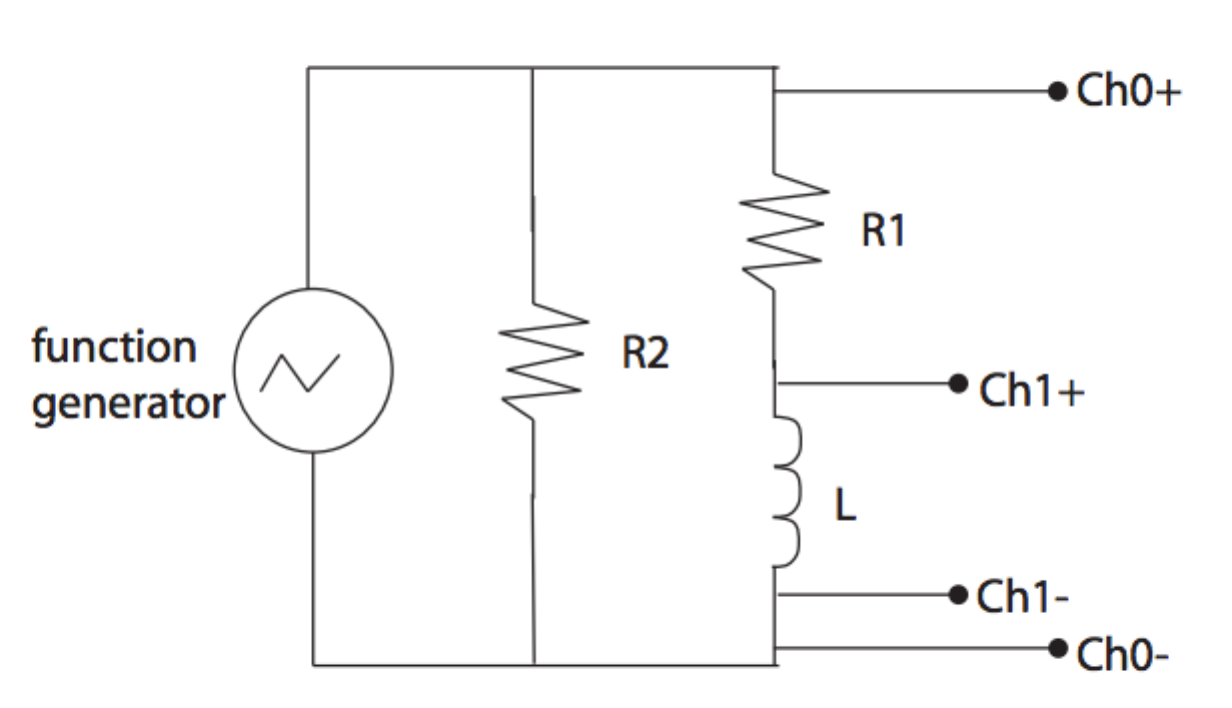 Ch0+
R1
function
generator
R2
Ch1+
L
Ch1-
Ch0-